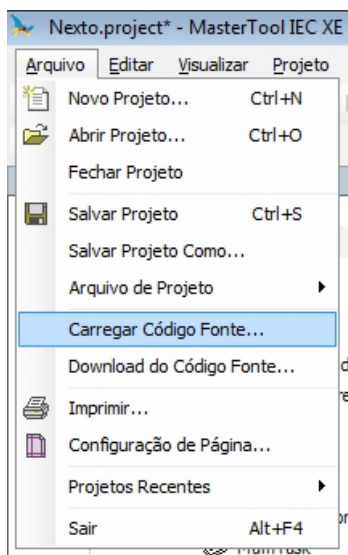 Nexto.project* - MasterTool IEC XE
Arquivo Editar Visualizar Projeto
Novo Projeto... Ctrl+N
Abrir Projeto... Ctrl+O
Fechar Projeto
Salvar Projeto Ctrl+S
Salvar Projeto Como...
Arquivo de Projeto
Carregar Código Fonte...
Download do Código Fonte...
Imprimir...
Configuração de Página...
Projetos Recentes
Sair Alt+F4